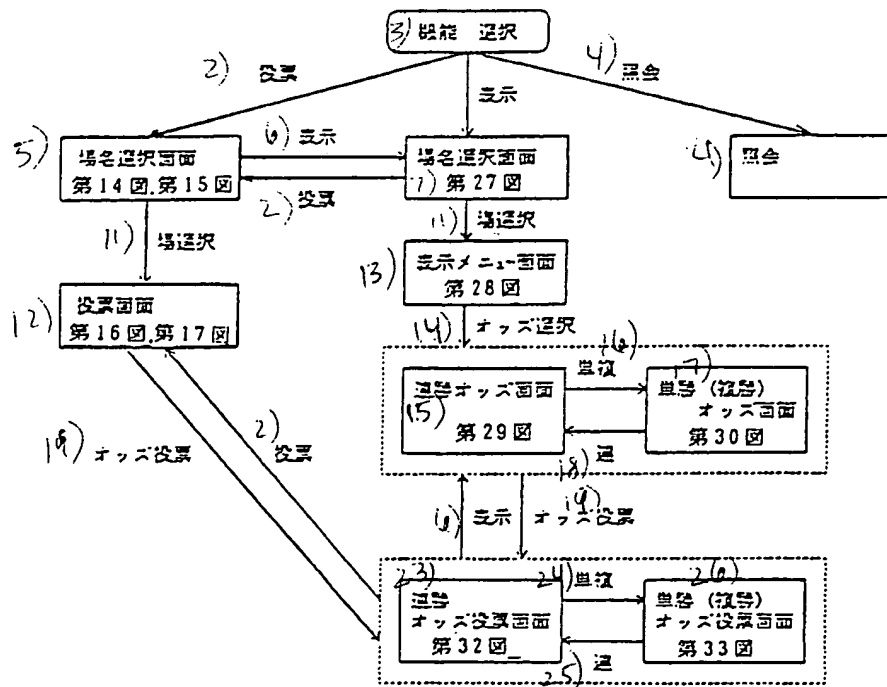 3) 機能 選択
2) 投票
4) 照会
表示
5) 場名選択画面
第14図.第15図
6) 表示
2) 投票
場名選択画面
7) 第27図
4) 照会
11) 場選択
11) 場選択
13) 表示メニュー画面
第28図
12) 投票画面
第16図.第17図
14) オッズ選択
16) 単複
連勝オッズ画面
15) 第29図
17) 単勝(複勝)
オッズ画面
第30図
18) 連
19) オッズ投票
2) 投票
6) 表示
19) オッズ投票
23) 連勝
オッズ投票画面
第32図
24) 単複
26) 単勝(複勝)
オッズ投票画面
第33図
25) 連